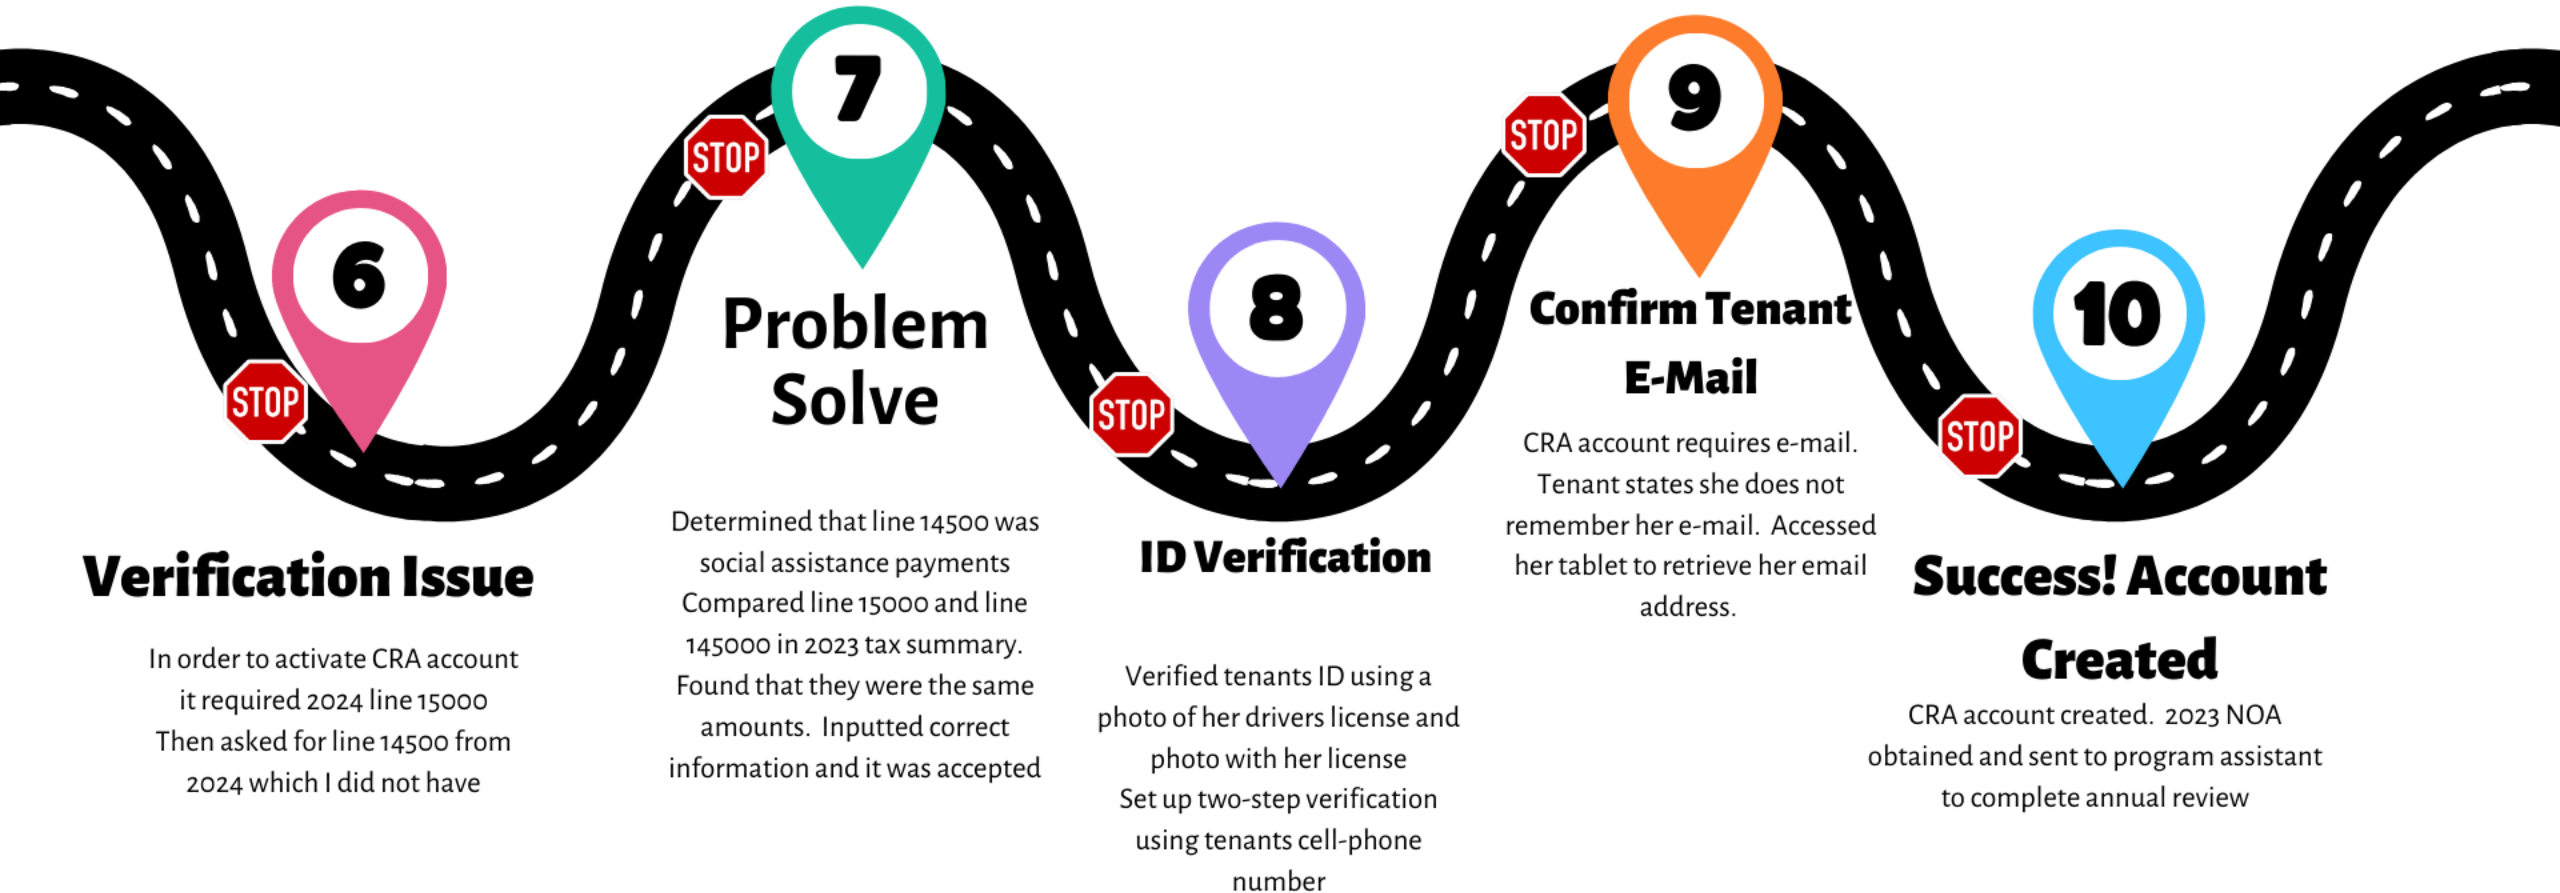 STOP
6
Verification Issue
In order to activate CRA account
it required 2024 line 15000
Then asked for line 14500 from
2024 which I did not have
STOP
7
Problem
Solve
Determined that line 14500 was
social assistance payments
Compared line 15000 and line
145000 in 2023 tax summary.
Found that they were the same
amounts. Inputted correct
information and it was accepted
STOP
8
ID Verification
Verified tenants ID using a
photo of her drivers license and
photo with her license
Set up two-step verification
using tenants cell-phone
number
STOP
9
Confirm Tenant
E-Mail
CRA account requires e-mail.
Tenant states she does not
remember her e-mail. Accessed
her tablet to retrieve her email
address.
STOP
10
Success! Account
Created
CRA account created. 2023 NOA
obtained and sent to program assistant
to complete annual review